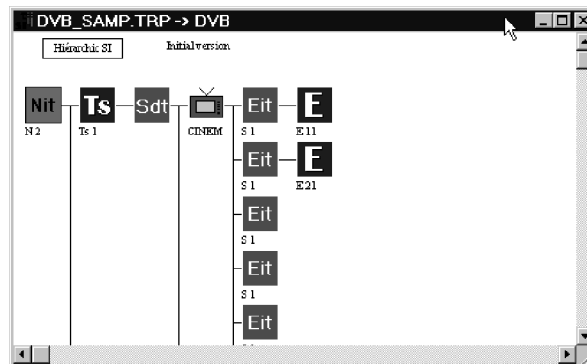 DVB_SAMP.TRP -> DVB
Hiérarchic SI Initial version
Nit Ts Sdt Eit E
N 2 Ts 1 CINEM S 1 E 11
Eit E
S 1 E 21
Eit
S 1
Eit
S 1
Eit